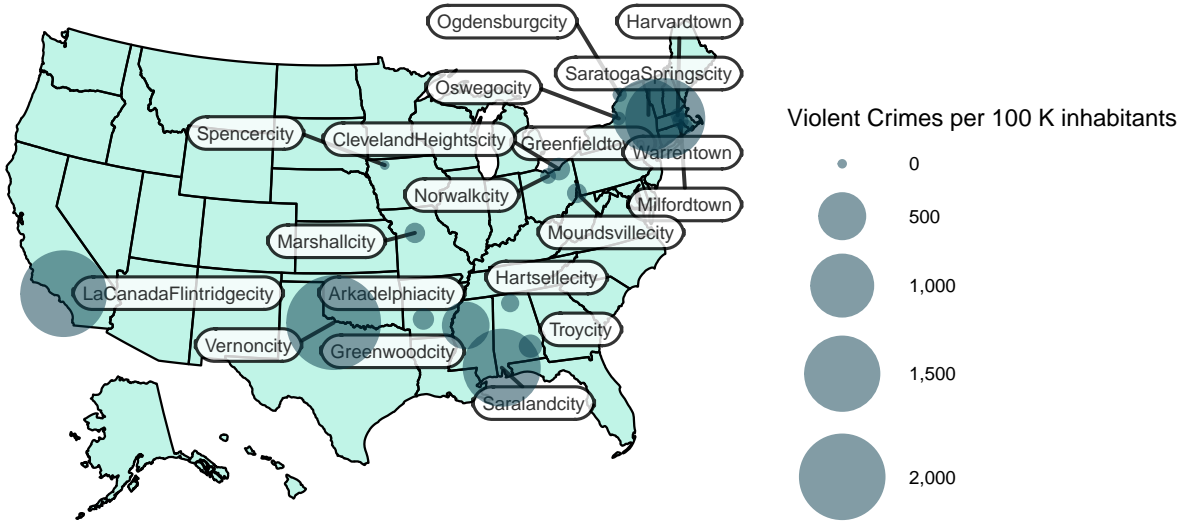 Ogdensburgcity
Harvardtown
SaratogaSpringscity
Oswegocity
Spencercity
ClevelandHeightscity
Greenfieldto
Warrentown
Norwalkcity
Milfordtown
Marshallcity
Moundsvillecity
Hartsellecity
LaCanadaFlintridgecity
Arkadelphiacity
Troycity
Vernoncity
Greenwoodcity
Saralandcity
Violent Crimes per 100 K inhabitants
0
500
1,000
1,500
2,000